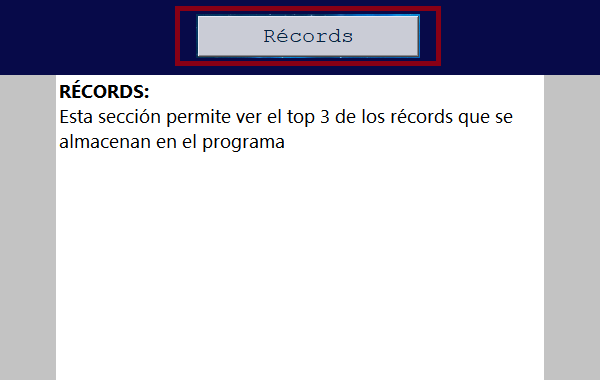 Récords
RÉCORDS:
Esta sección permite ver el top 3 de los récords que se
almacenan en el programa